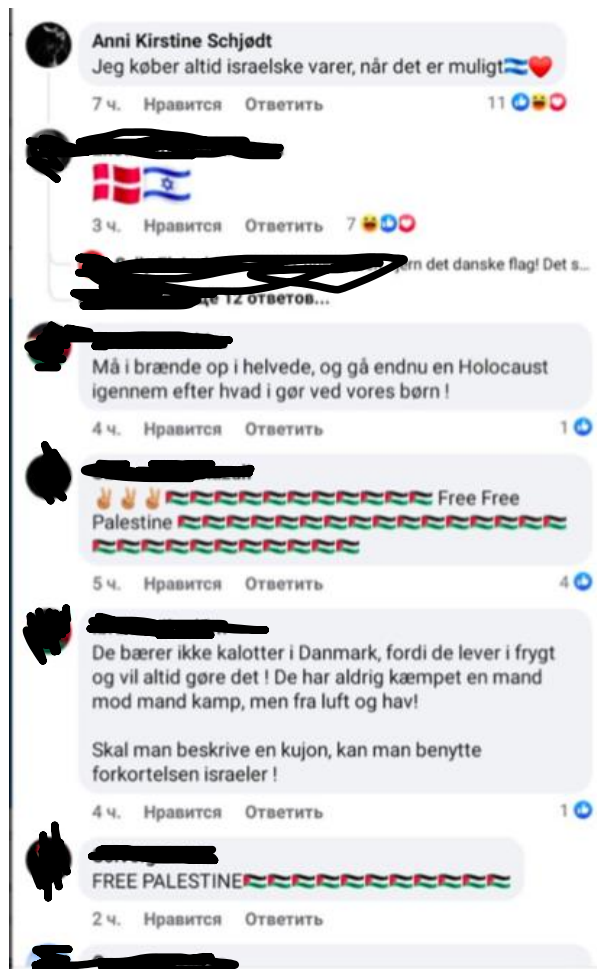 Anni Kirstine Schjødt
Jeg køber altid israelske varer, når det er muligt
7 ч. Нравится Ответить 11
3 ч. Нравится Ответить 7
det danske flag! Det s...
12 ответов...
Må i brænde op i helvede, og gå endnu en Holocaust
igennem efter hvad i gør ved vores børn !
4 ч. Нравится Ответить 1
Free Free
Palestine
5 ч. Нравится Ответить 4
De bærer ikke kalotter i Danmark, fordi de lever i frygt
og vil altid gøre det ! De har aldrig kæmpet en mand
mod mand kamp, men fra luft og hav!
Skal man beskrive en kujon, kan man benytte
forkortelsen israeler !
4 ч. Нравится Ответить 1
FREE PALESTINE
2 ч. Нравится Ответить